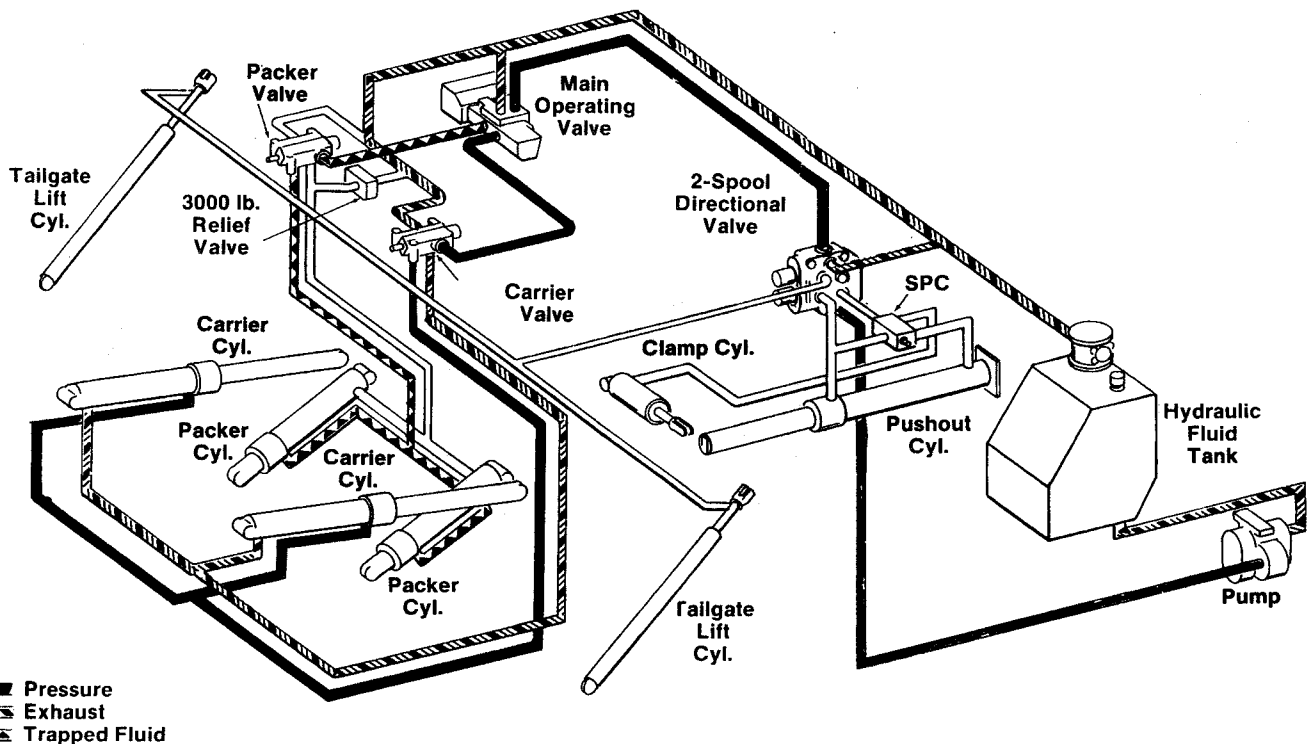 Packer
Valve
Main
Operating
Valve
Tailgate
Lift
Cyl.
3000 lb.
Relief
Valve
2-Spool
Directional
Valve
SPC
Carrier
Valve
Carrier
Cyl.
Clamp Cyl.
Packer
Cyl.
Carrier
Cyl.
Pushout
Cyl.
Hydraulic
Fluid
Tank
Packer
Cyl.
Tailgate
Lift
Cyl.
Pump
Pressure
Exhaust
Trapped Fluid